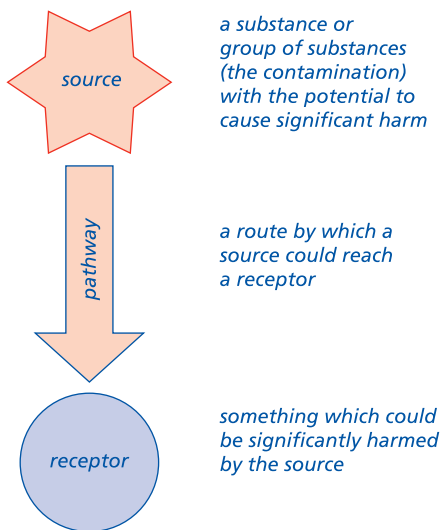 source
a substance or
group of substances
(the contamination)
with the potential to
cause significant harm
pathway
a route by which a
source could reach
a receptor
receptor
something which could
be significantly harmed
by the source